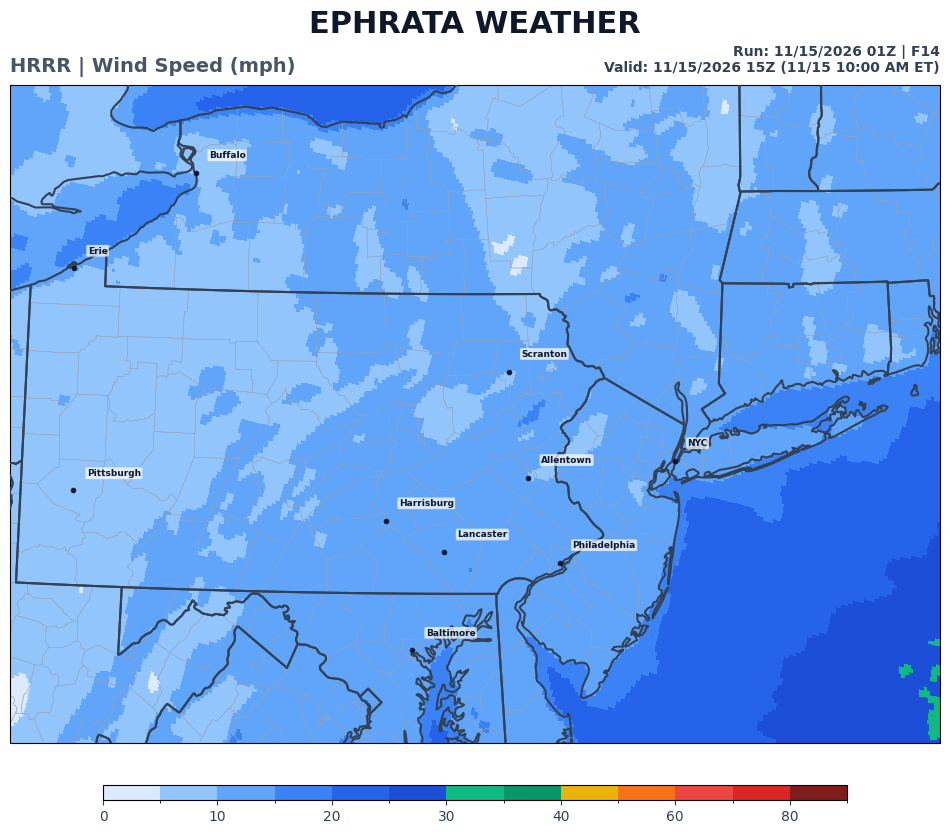 EPHRATA WEATHER
HRRR | Wind Speed (mph)
Run: 11/15/2026 01Z | F14
Valid: 11/15/2026 15Z (11/15 10:00 AM ET)
Buffalo
Erie
Scranton
NYC
Allentown
Pittsburgh
Harrisburg
Lancaster
Philadelphia
Baltimore
0 10 20 30 40 60 80